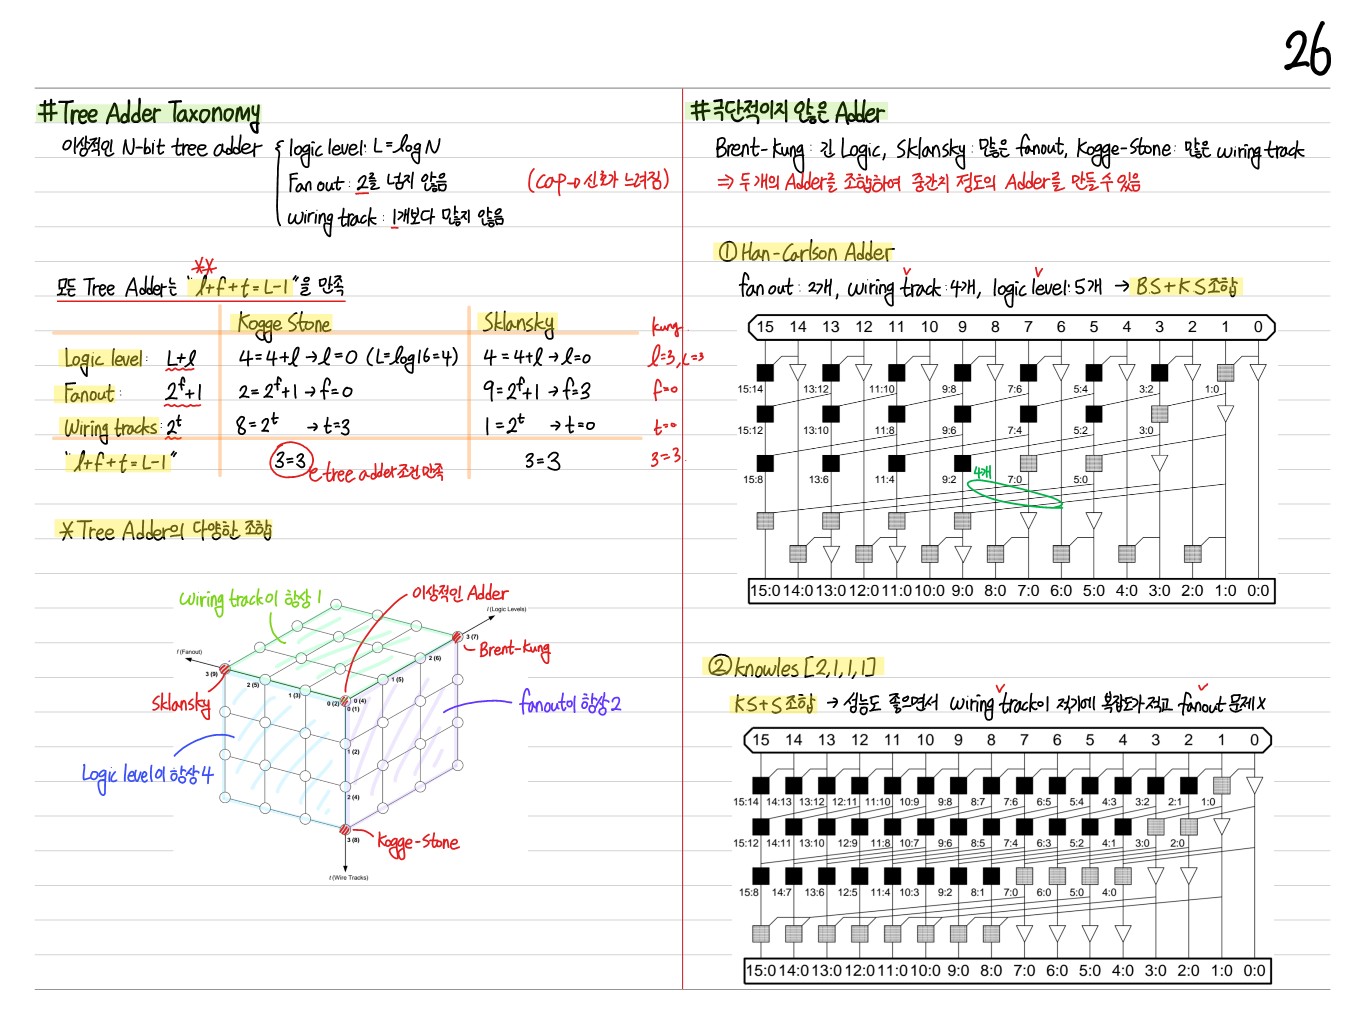 26
#Tree Adder Taxonomy
이상적인 N-bit tree adder
logic level: L=logN
Fan out: 2를 넘지 않음
(cap→신호가 느려짐)
wiring track: 1개보다 많지 않음
**
모든 Tree Adder는 "l+f+t=L-1"을 만족
Kogge Stone Sklansky kung
Logic level: L+l 4=4+l→l=0 (L=log16=4) 4=4+l→l=0 l=3, L=3
Fanout: 2^f+1 2=2^f+1→f=0 9=2^f+1→f=3 f=0
Wiring tracks: 2^t 8=2^t →t=3 1=2^t →t=0 t=0
"l+f+t=L-1" 3=3 3=3 3=3
tree adder 조건 만족
*Tree Adder의 다양한 조합
wiring track이 항상 1
이상적인 Adder
l (Logic Levels)
f (Fanout)
3 (7)
Brent-Kung
2 (6)
3 (9)
2 (5)
1 (5)
1 (3)
0 (2)
0 (4)
0 (1)
Sklansky
fanout이 항상 2
1 (2)
Logic level이 항상 4
2 (4)
3 (8)
Kogge-Stone
t (Wire Tracks)
#극단적이지 않은 Adder
Brent-Kung: 긴 Logic, Sklansky: 많은 fanout, Kogge-Stone: 많은 wiring track
⇒ 두개의 Adder를 조합하여 중간지 정도의 Adder를 만들 수 있음
① Han-Carlson Adder
fan out: 2개, wiring track: 4개, logic level: 5개 → BS+KS조합
15 14 13 12 11 10 9 8 7 6 5 4 3 2 1 0
15:14 13:12 11:10 9:8 7:6 5:4 3:2 1:0
15:12 13:10 11:8 9:6 7:4 5:2 3:0
15:8 13:6 11:4 9:2 7:0 5:0
4개
15:0 14:0 13:0 12:0 11:0 10:0 9:0 8:0 7:0 6:0 5:0 4:0 3:0 2:0 1:0 0:0
② Knowles [2,1,1,1]
KS+S조합 → 성능도 좋으면서 wiring track이 적기에 복잡도가 적고 fanout 문제X
15 14 13 12 11 10 9 8 7 6 5 4 3 2 1 0
15:14 14:13 13:12 12:11 11:10 10:9 9:8 8:7 7:6 6:5 5:4 4:3 3:2 2:1 1:0
15:12 14:11 13:10 12:9 11:8 10:7 9:6 8:5 7:4 6:3 5:2 4:1 3:0 2:0
15:8 14:7 13:6 12:5 11:4 10:3 9:2 8:1 7:0 6:0 5:0 4:0
15:0 14:0 13:0 12:0 11:0 10:0 9:0 8:0 7:0 6:0 5:0 4:0 3:0 2:0 1:0 0:0